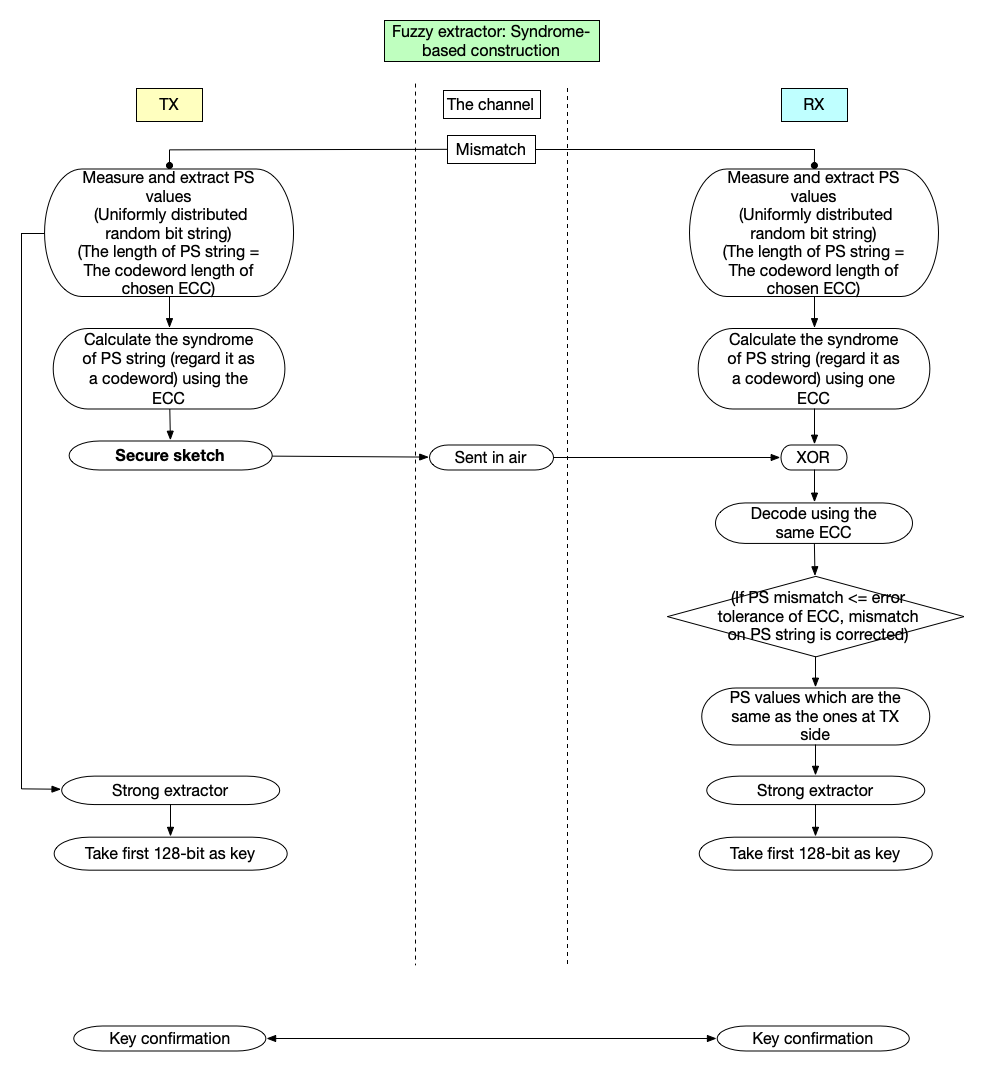 Fuzzy extractor: Syndrome-
based construction
TX
The channel
RX
Mismatch
Measure and extract PS
values
(Uniformly distributed
random bit string)
(The length of PS string =
The codeword length of
chosen ECC)
Measure and extract PS
values
(Uniformly distributed
random bit string)
(The length of PS string =
The codeword length of
chosen ECC)
Calculate the syndrome
of PS string (regard it as
a codeword) using the
ECC
Calculate the syndrome
of PS string (regard it as
a codeword) using one
ECC
Secure sketch
Sent in air
XOR
Decode using the
same ECC
(If PS mismatch <= error
tolerance of ECC, mismatch
on PS string is corrected)
PS values which are the
same as the ones at TX
side
Strong extractor
Strong extractor
Take first 128-bit as key
Take first 128-bit as key
Key confirmation
Key confirmation